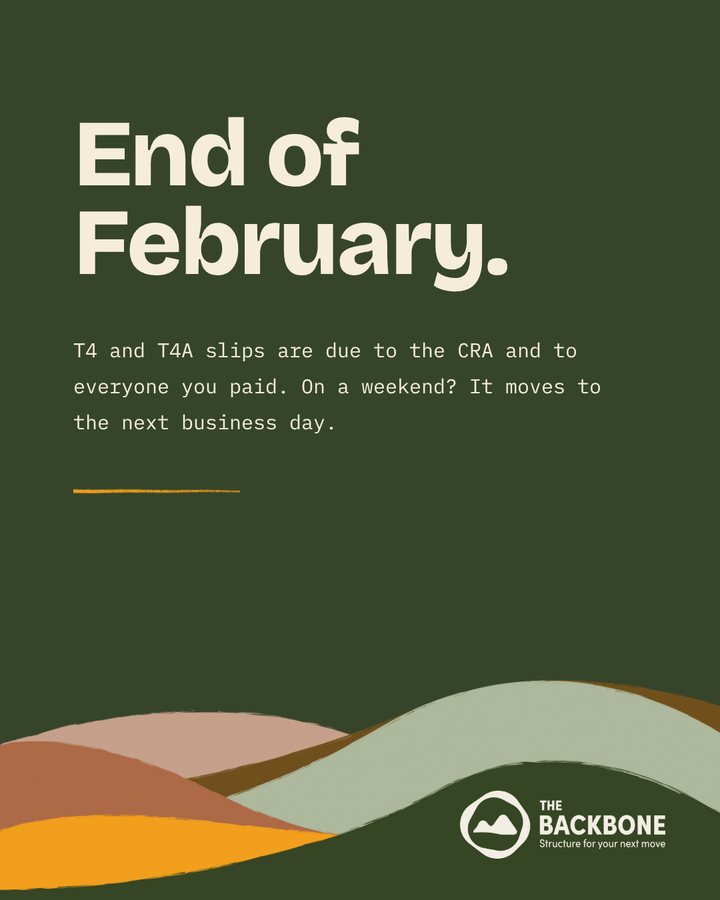 End of
February.
T4 and T4A slips are due to the CRA and to
everyone you paid. On a weekend? It moves to
the next business day.
THE
BACKBONE
Structure for your next move